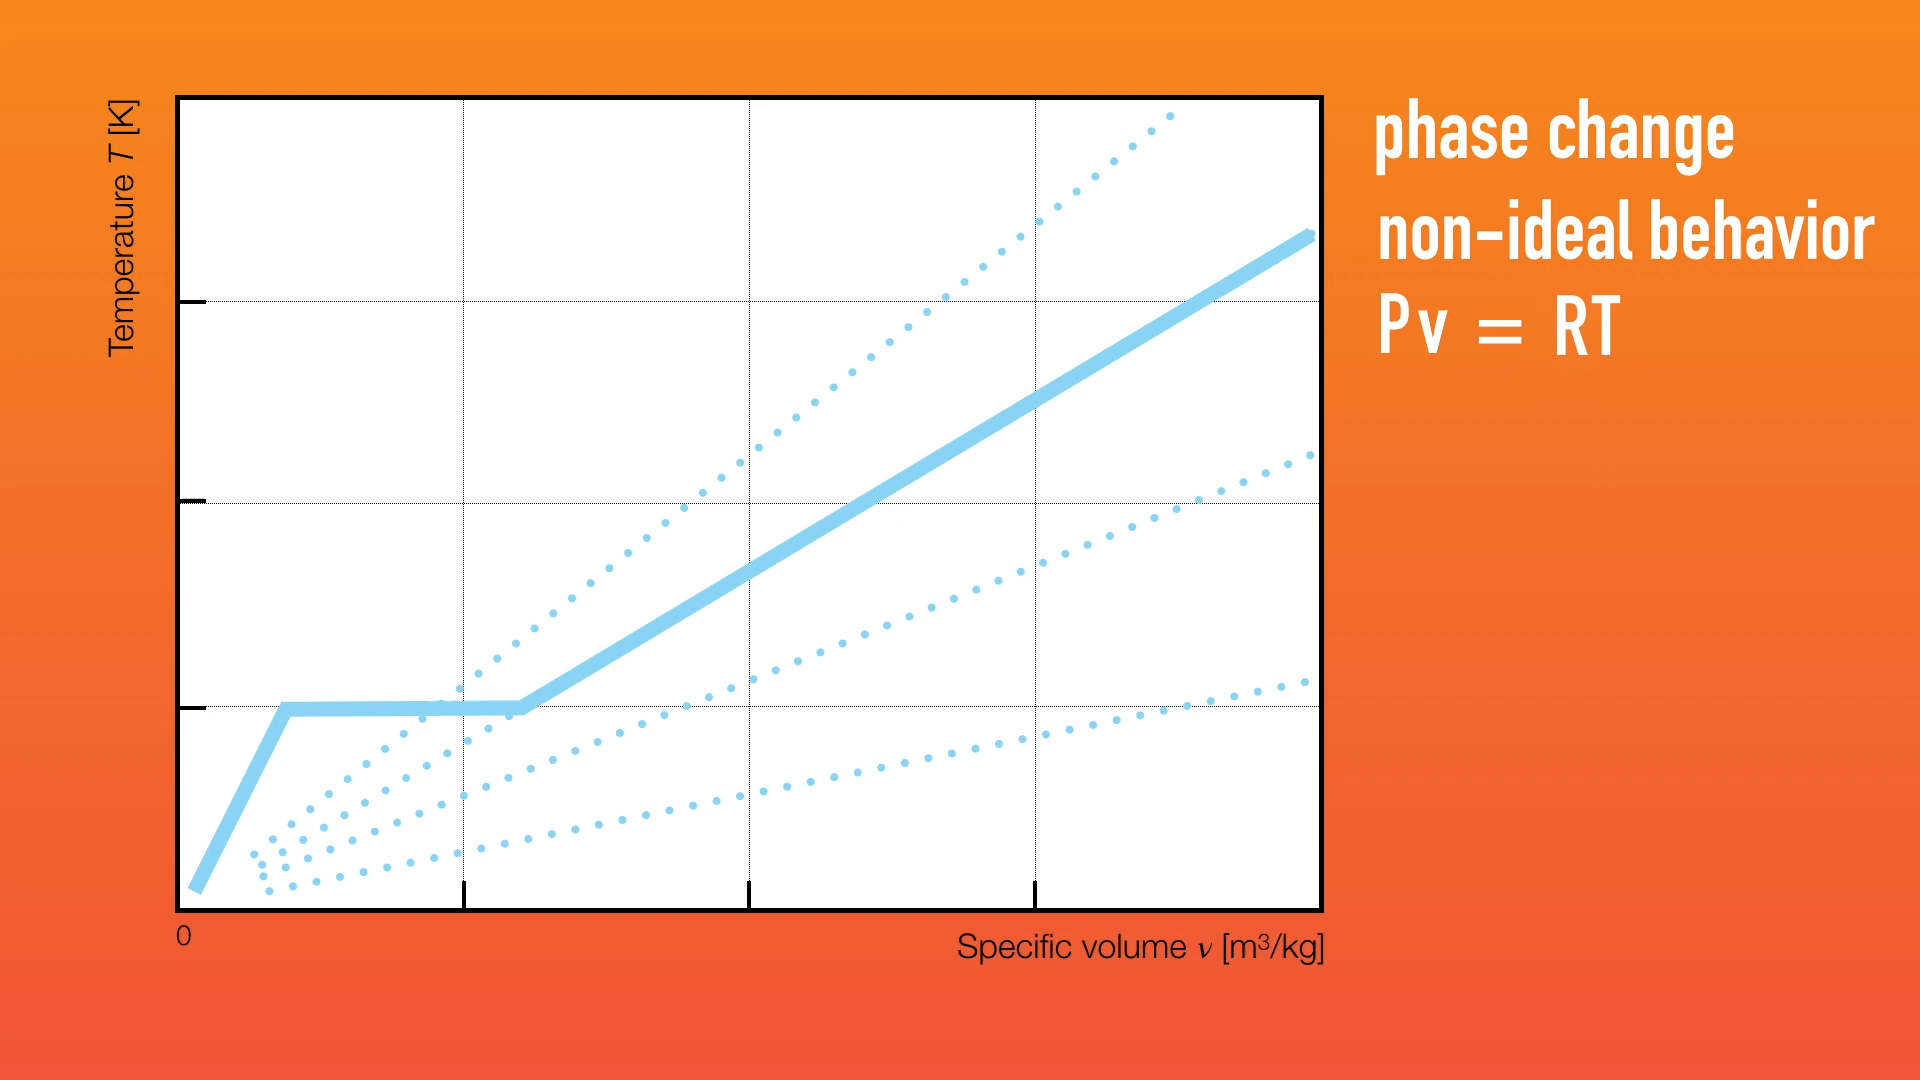 phase change
non-ideal behavior
Pv = RT
Temperature T [K]
0
Specific volume ν [m³/kg]